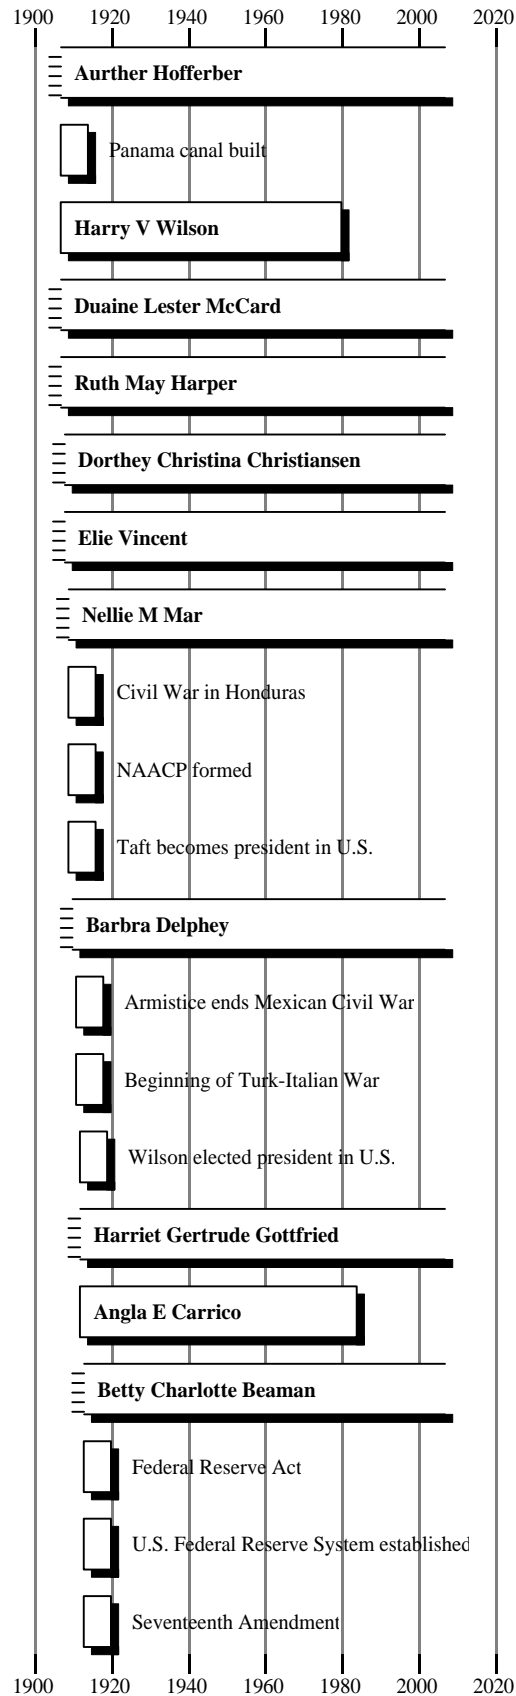 1900 1920 1940 1960 1980 2000 2020
Aurther Hofferber
Panama canal built
Harry V Wilson
Duaine Lester McCard
Ruth May Harper
Dorthey Christina Christiansen
Elie Vincent
Nellie M Mar
Civil War in Honduras
NAACP formed
Taft becomes president in U.S.
Barbra Delphey
Armistice ends Mexican Civil War
Beginning of Turk-Italian War
Wilson elected president in U.S.
Harriet Gertrude Gottfried
Angla E Carrico
Betty Charlotte Beaman
Federal Reserve Act
U.S. Federal Reserve System established
Seventeenth Amendment
1900 1920 1940 1960 1980 2000 2020